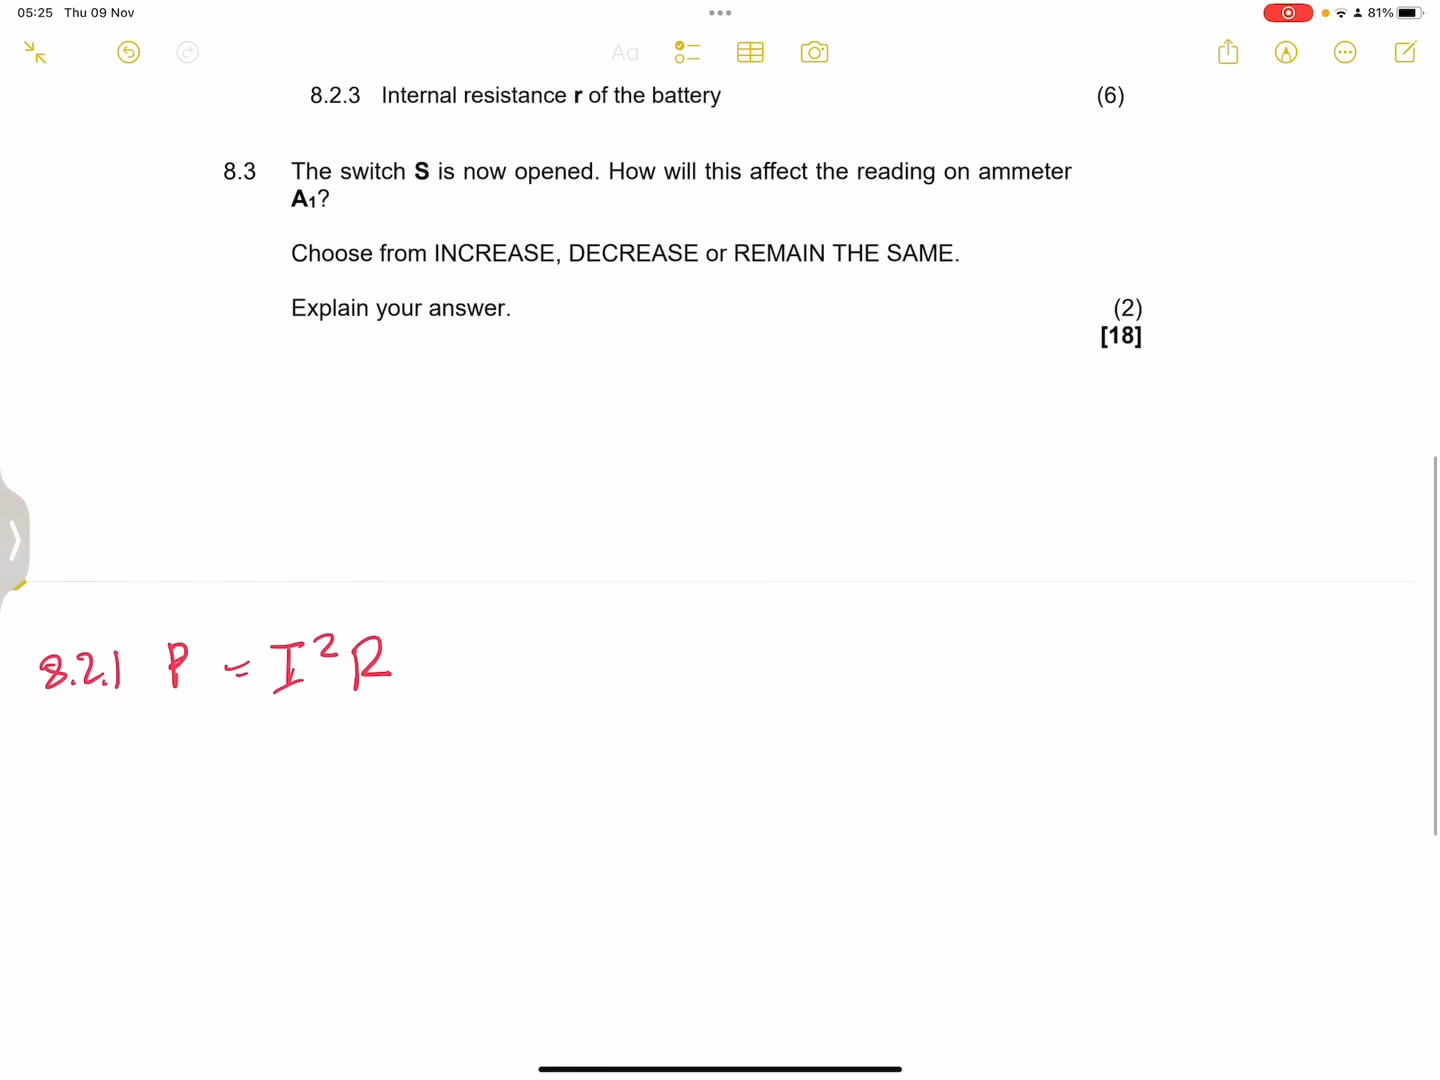 05:25 Thu 09 Nov
81%
Aa
8.2.3 Internal resistance r of the battery (6)
8.3 The switch S is now opened. How will this affect the reading on ammeter
A₁?
Choose from INCREASE, DECREASE or REMAIN THE SAME.
Explain your answer. (2)
[18]
8.2.1 P = I²R